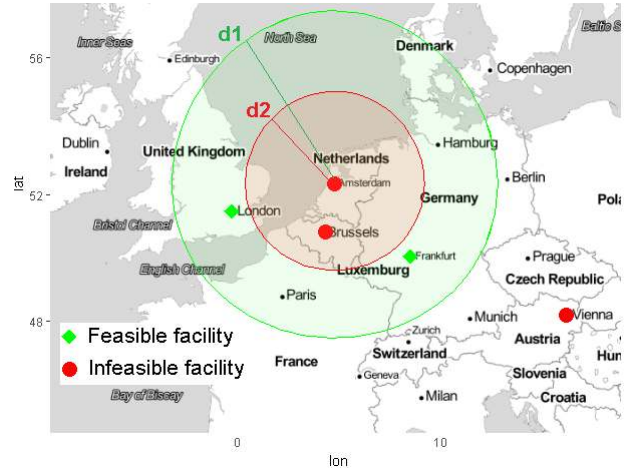 Inner Seas
North Sea
Denmark
Baltic S
d1
56
Edinburgh
Copenhagen
d2
Dublin
Ireland
United Kingdom
Netherlands
Hamburg
Amsterdam
Berlin
lat
52
Germany
Pola
London
Bristol Channel
Brussels
English Channel
Frankfurt
Luxemburg
Prague
Czech Republic
Paris
48
Feasible facility
Munich
Vienna
Zurich
Austria
Infeasible facility
France
Switzerland
Hun
Geneva
Slovenia
Bay of Biscay
Milan
Croatia
0
10
lon